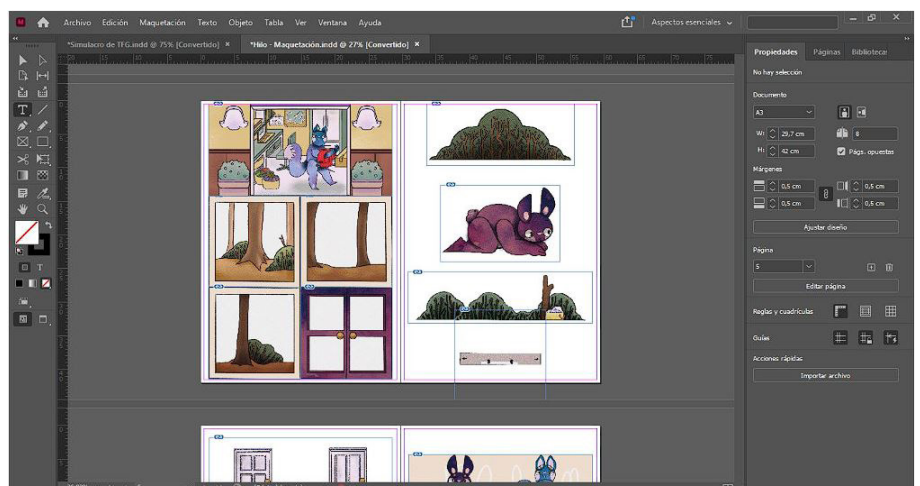 Archivo Edición Maquetación Texto Objeto Tabla Ver Ventana Ayuda
Aspectos esenciales
*Simulacro de TFG.indd @ 75% [Convertido] ×
*Hilo - Maquetación.indd @ 27% [Convertido] ×
Propiedades Páginas Bibliotecas
No hay selección
Documento
A3
W: 29,7 cm
8
H: 42 cm
Págs. opuestas
Márgenes
0,5 cm 0,5 cm
0,5 cm 0,5 cm
Ajustar diseño
Página
5
Editar página
Reglas y cuadrículas
Guías
Acciones rápidas
Importar archivo